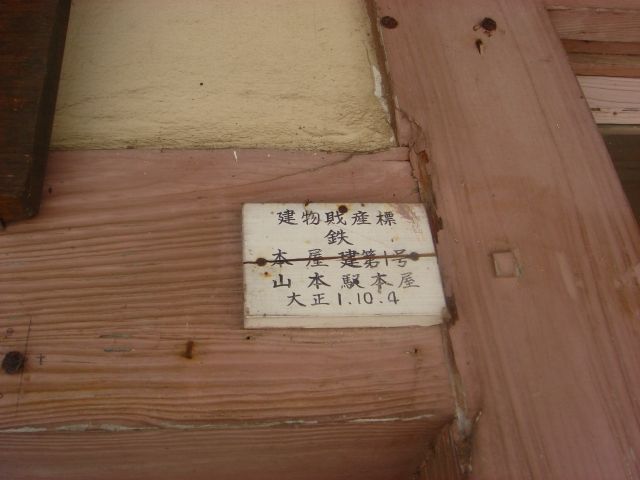 建物財産標
鉄
本屋 建第1号
山本駅本屋
大正1.10.4